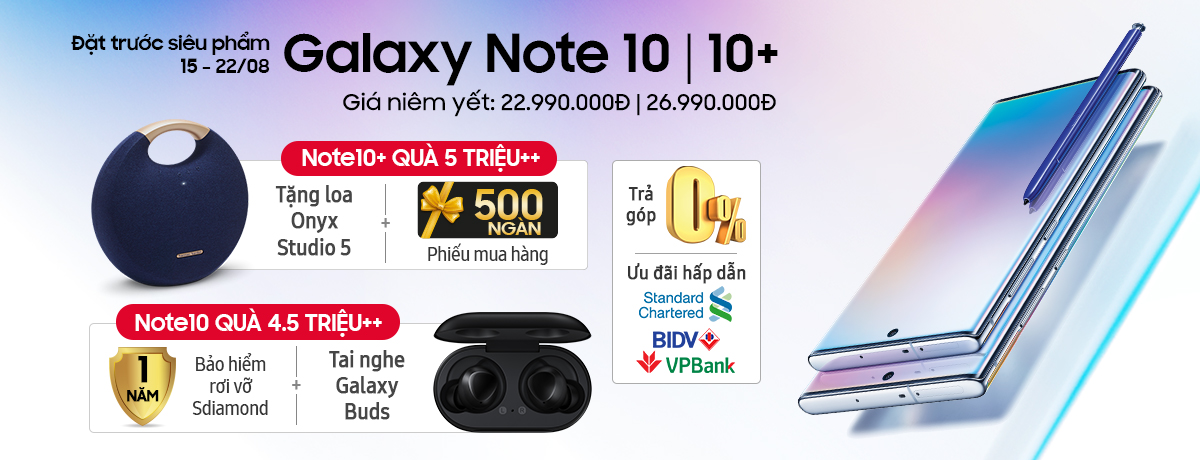 Đặt trước siêu phẩm
15 - 22/08
Galaxy Note 10 | 10+
Giá niêm yết: 22.990.000Đ | 26.990.000Đ
Note10+ QUÀ 5 TRIỆU++
Tặng loa
Onyx
Studio 5
+
500
NGÀN
Phiếu mua hàng
Note10 QUÀ 4.5 TRIỆU++
1
NĂM
Bảo hiểm
rơi vỡ
Sdiamond
+
Tai nghe
Galaxy
Buds
Trả
góp
0%
Ưu đãi hấp dẫn
Standard
Chartered
BIDV
VPBank